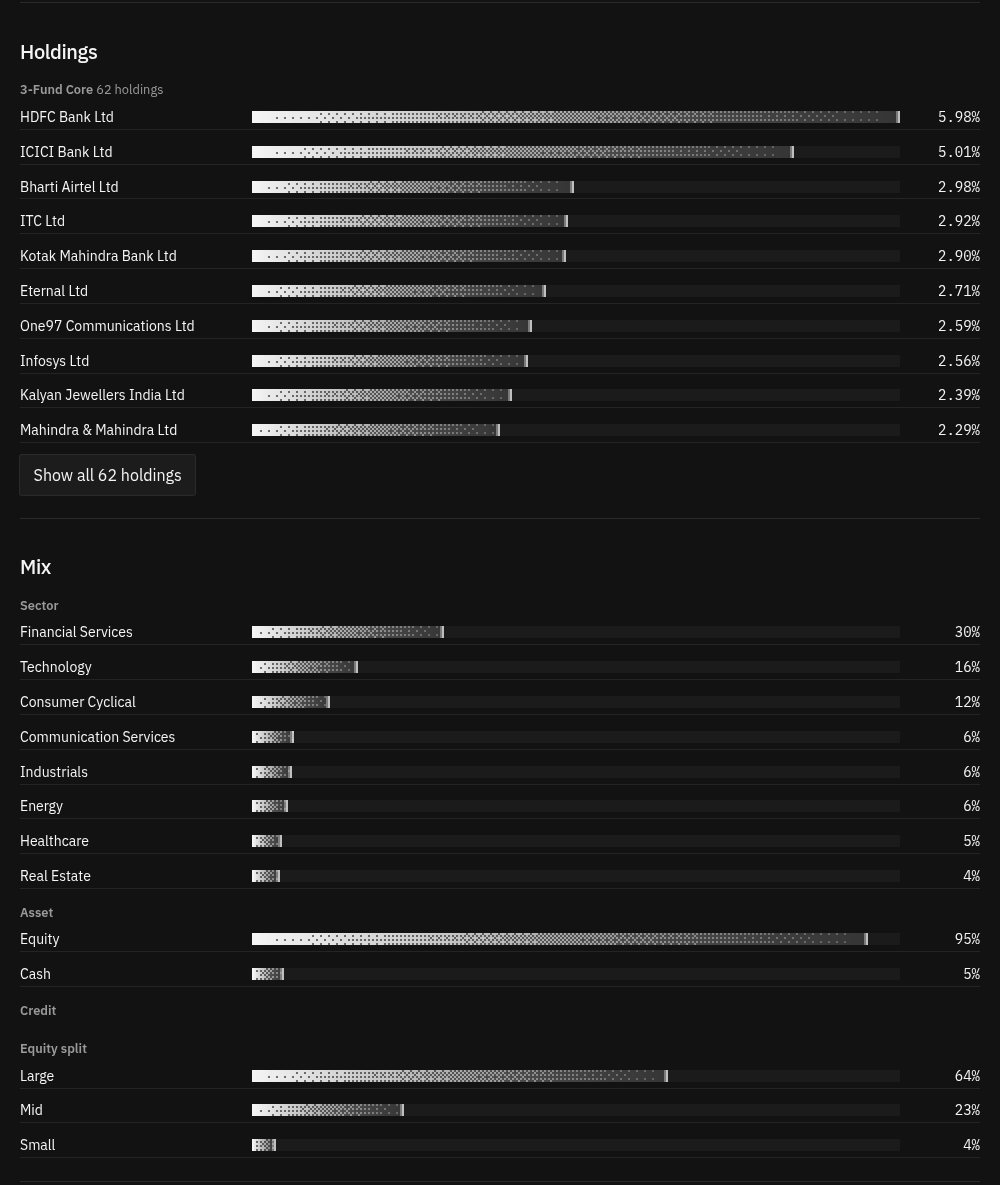 Holdings
3-Fund Core 62 holdings
HDFC Bank Ltd 5.98%
ICICI Bank Ltd 5.01%
Bharti Airtel Ltd 2.98%
ITC Ltd 2.92%
Kotak Mahindra Bank Ltd 2.90%
Eternal Ltd 2.71%
One97 Communications Ltd 2.59%
Infosys Ltd 2.56%
Kalyan Jewellers India Ltd 2.39%
Mahindra & Mahindra Ltd 2.29%
Show all 62 holdings
Mix
Sector
Financial Services 30%
Technology 16%
Consumer Cyclical 12%
Communication Services 6%
Industrials 6%
Energy 6%
Healthcare 5%
Real Estate 4%
Asset
Equity 95%
Cash 5%
Credit
Equity split
Large 64%
Mid 23%
Small 4%